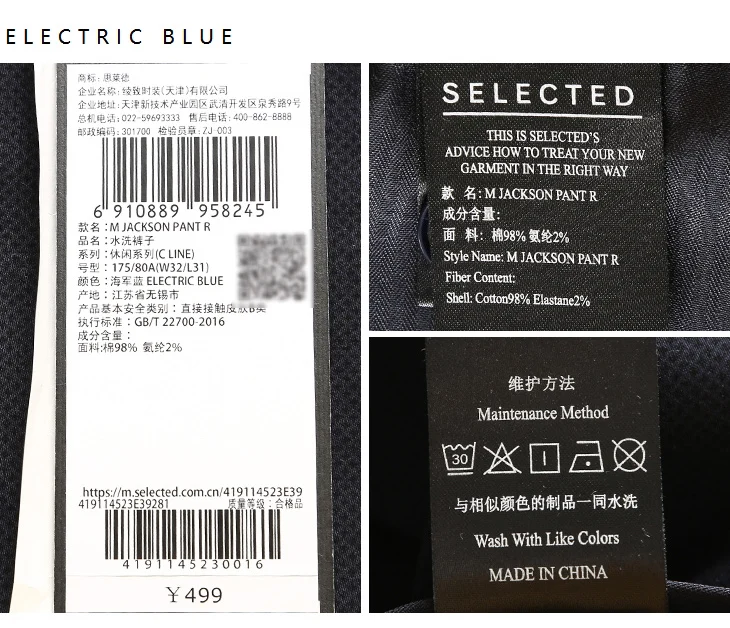 ELECTRIC BLUE
商标: 思莱德
企业名称: 绫致时装(天津)有限公司
企业地址: 天津新技术产业园区武清开发区泉秀路9号
总机电话:022-59693333 售后电话:400-862-8888
邮政编码:301700 检验员章:ZJ 003
6 910889 958245
款名: M JACKSON PANT R
品名: 水洗裤子
系列: 休闲系列(C LINE)
号型: 175/80A(W32/L31)
颜色: 海军蓝 ELECTRIC BLUE
产地: 江苏省无锡市
产品基本安全类别: 直接接触皮肤B类
执行标准: GB/T 22700-2016
成分含量:
面料;棉98% 氨纶2%
https://m.selected.com.cn/419114523E39
419114523E39281 质量等级:合格品
4191145230016
￥499
SELECTED
THIS IS SELECTED'S
ADVICE HOW TO TREAT YOUR NEW
GARMENT IN THE RIGHT WAY
款 名: M JACKSON PANT R
成分含量:
面 料: 棉98% 氨纶2%
Style Name: M JACKSON PANT R
Fiber Content:
Shell: Cotton98% Elastane2%
维护方法
Maintenance Method
30
与相似颜色的制品一同水洗
Wash With Like Colors
MADE IN CHINA